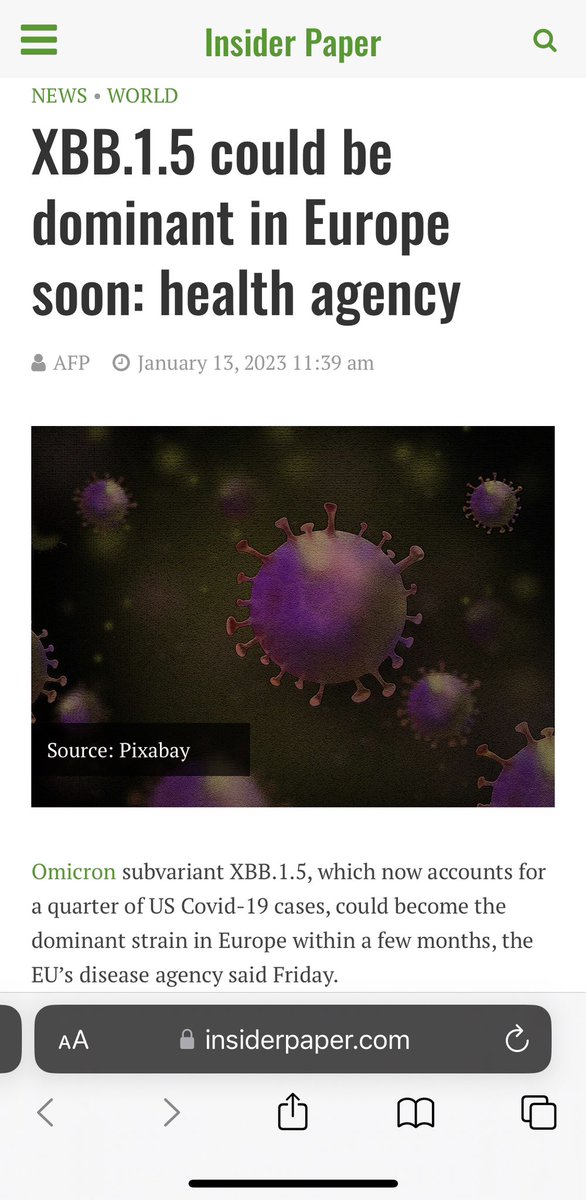 Insider Paper
NEWS • WORLD
XBB.1.5 could be
dominant in Europe
soon: health agency
AFP January 13, 2023 11:39 am
Source: Pixabay
Omicron subvariant XBB.1.5, which now accounts for
a quarter of US Covid-19 cases, could become the
dominant strain in Europe within a few months, the
EU’s disease agency said Friday.
AA insiderpaper.com